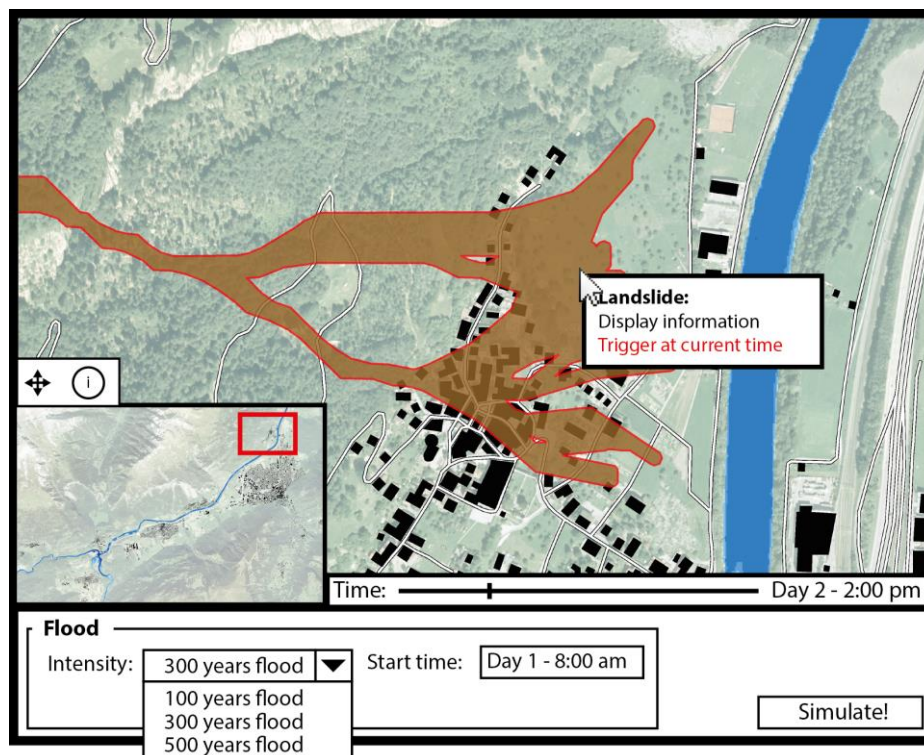 Landslide:
Display information
Trigger at current time
i
Time:
Day 2 - 2:00 pm
Flood
Intensity:
300 years flood
Start time:
Day 1 - 8:00 am
100 years flood
300 years flood
500 years flood
Simulate!